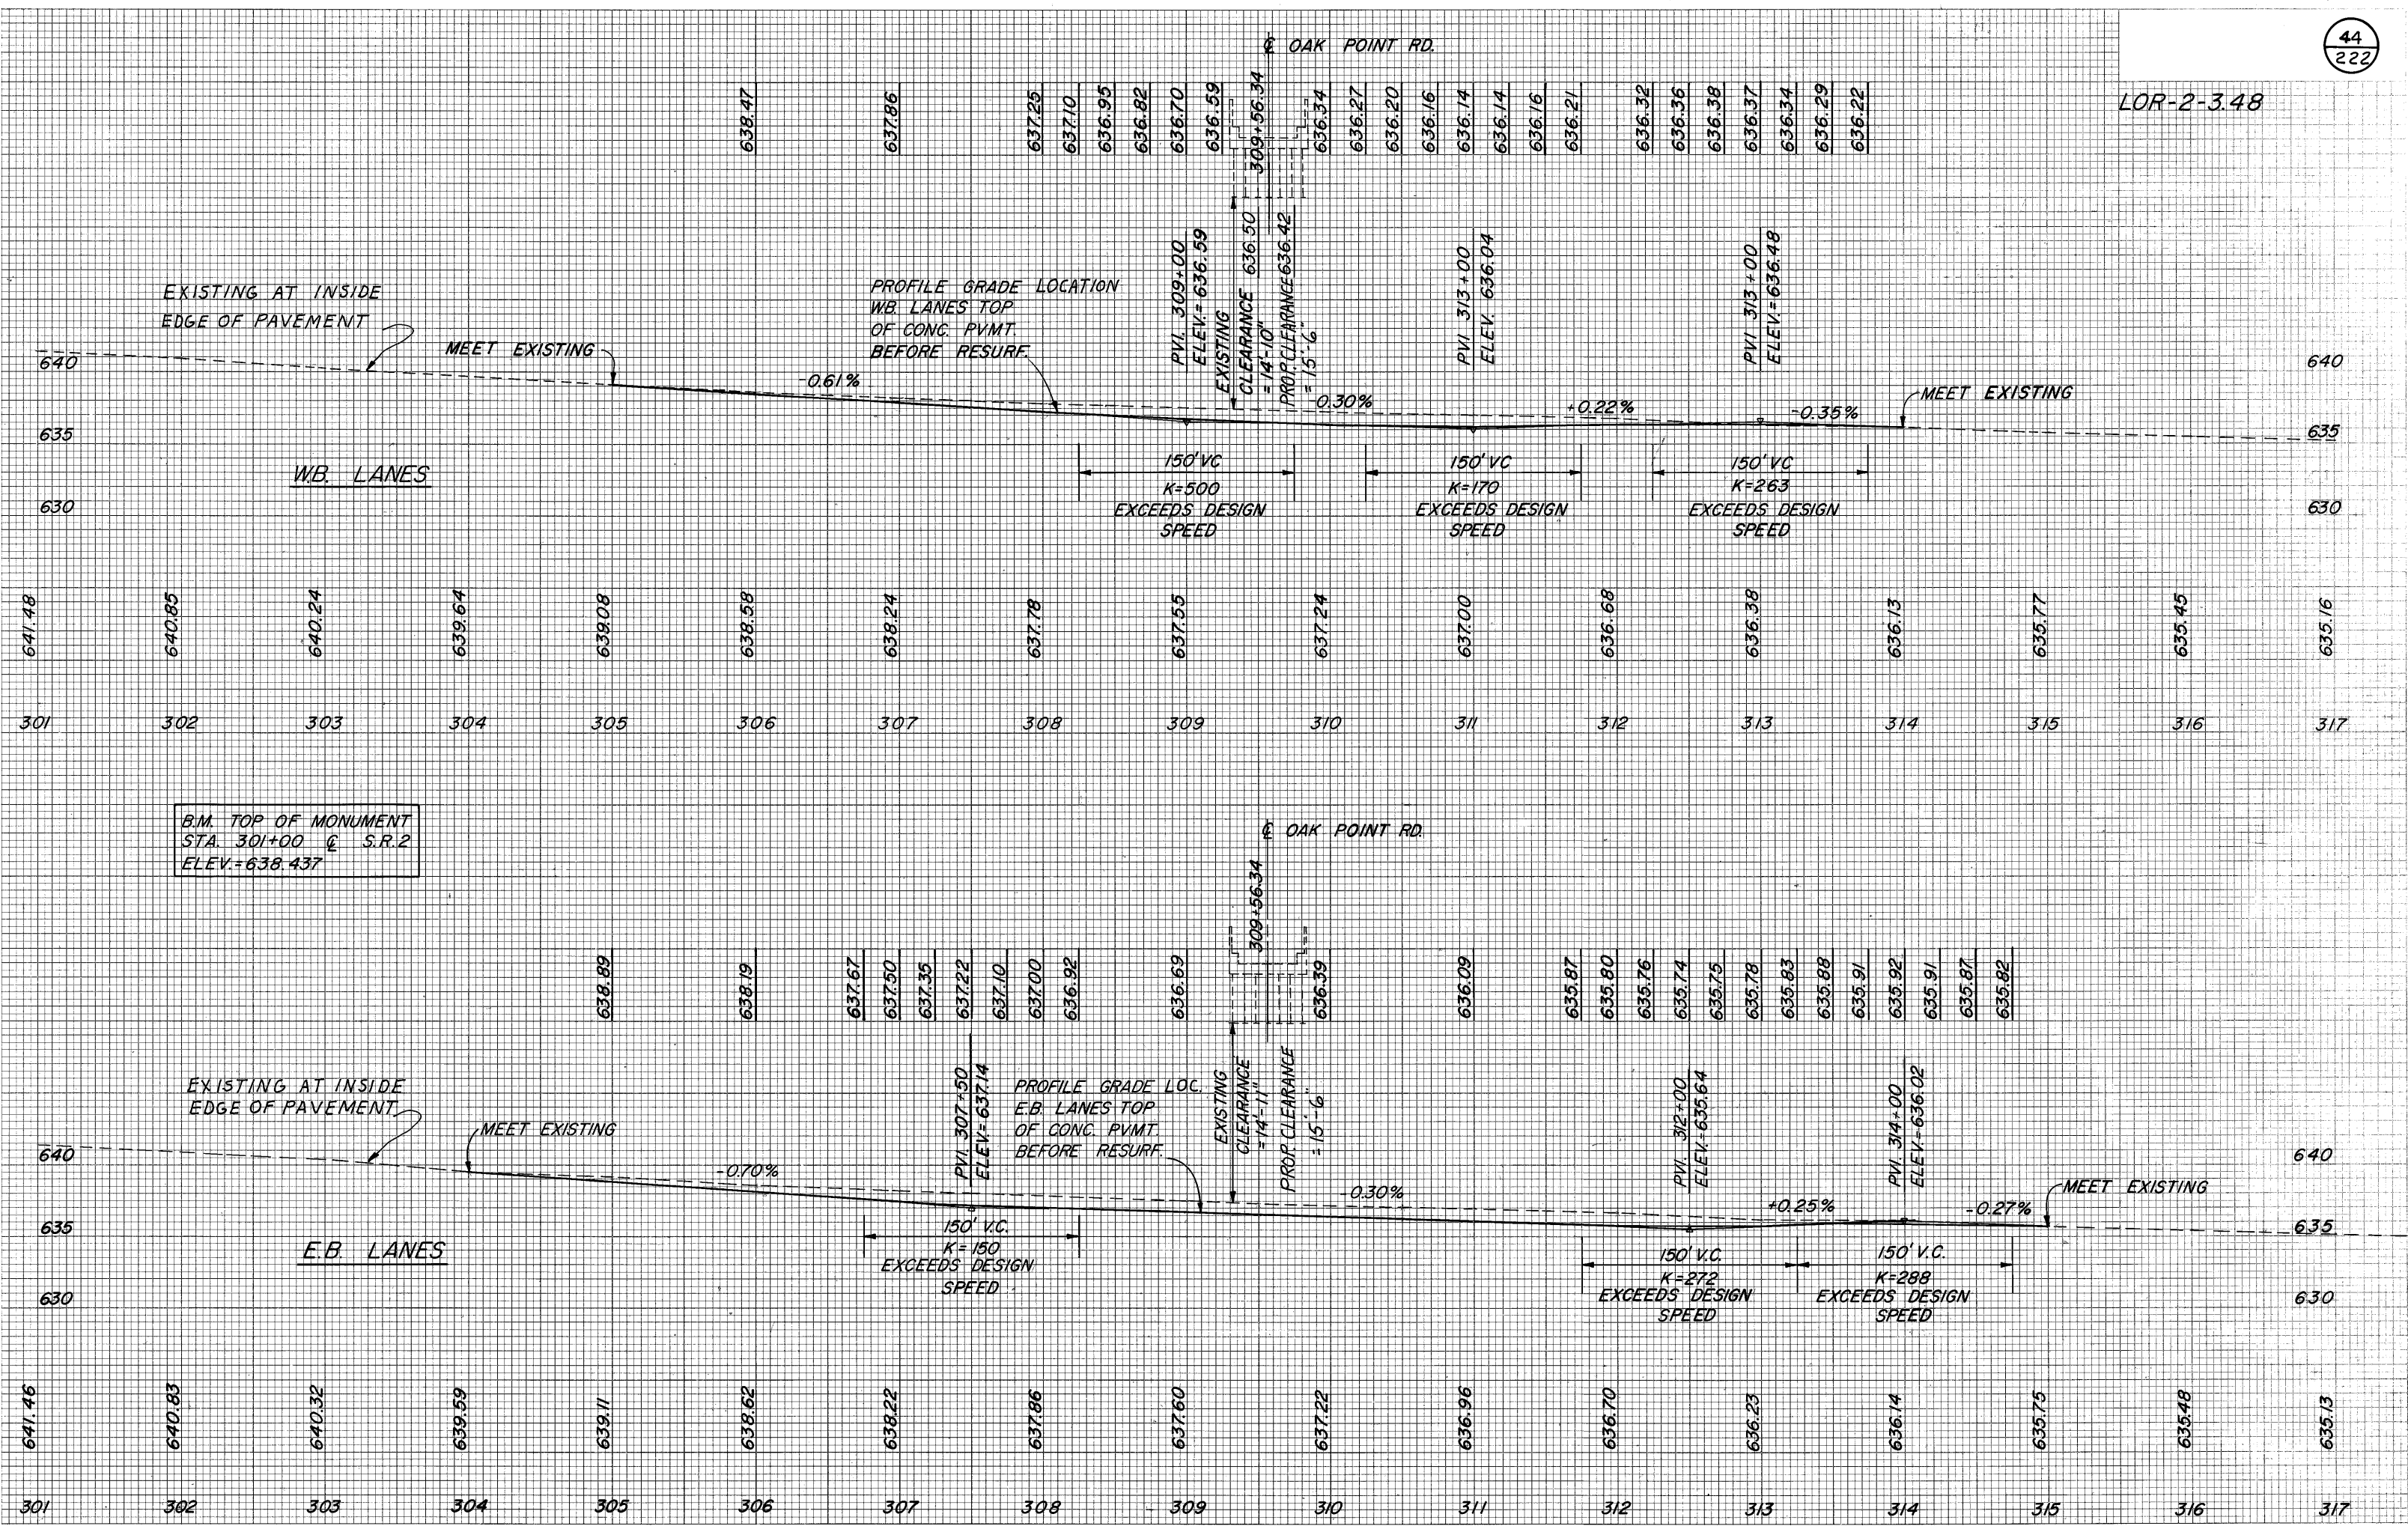 44
222
LOR-2-3.48
℄ OAK POINT RD.
638.47
637.86
637.25
637.10
636.95
636.82
636.70
636.59
309+56.34
636.34
636.27
636.20
636.16
636.14
636.14
636.16
636.21
636.32
636.36
636.38
636.37
636.34
636.29
636.22
EXISTING AT INSIDE
EDGE OF PAVEMENT
MEET EXISTING
PROFILE GRADE LOCATION
W.B. LANES TOP
OF CONC. PVMT.
BEFORE RESURF.
PVI. 309+00
ELEV.=636.59
EXISTING
CLEARANCE 636.50
=14'-10"
PROP. CLEARANCE 636.42
=15'-6"
PVI 313+00
ELEV. 636.04
PVI 313+00
ELEV.=636.48
640
-0.61%
-0.30%
+0.22%
-0.35%
MEET EXISTING
640
635
635
W.B. LANES
150' VC
K=500
EXCEEDS DESIGN
SPEED
150' VC
K=170
EXCEEDS DESIGN
SPEED
150' VC
K=263
EXCEEDS DESIGN
SPEED
630
630
641.48
640.85
640.24
639.64
639.08
638.58
638.24
637.78
637.55
637.24
637.00
636.68
636.38
636.13
635.77
635.45
635.16
301 302 303 304 305 306 307 308 309 310 311 312 313 314 315 316 317
B.M. TOP OF MONUMENT
STA. 301+00 ℄ S.R.2
ELEV.=638.437
℄ OAK POINT RD.
638.89
638.19
637.67
637.50
637.35
637.22
637.10
637.00
636.92
636.69
309+56.34
636.39
636.09
635.87
635.80
635.76
635.74
635.75
635.78
635.83
635.88
635.91
635.92
635.91
635.87
635.82
EXISTING AT INSIDE
EDGE OF PAVEMENT
MEET EXISTING
PVI. 307+50
ELEV.=637.14
PROFILE GRADE LOC.
E.B. LANES TOP
OF CONC. PVMT.
BEFORE RESURF.
EXISTING
CLEARANCE
=14'-11"
PROP. CLEARANCE
=15'-6"
PVI. 312+00
ELEV.=635.64
PVI. 314+00
ELEV.=636.02
640
-0.70%
-0.30%
+0.25%
-0.27%
MEET EXISTING
640
635
635
E.B. LANES
150' V.C.
K=150
EXCEEDS DESIGN
SPEED
150' V.C.
K=272
EXCEEDS DESIGN
SPEED
150' V.C.
K=288
EXCEEDS DESIGN
SPEED
630
630
641.46
640.83
640.32
639.59
639.11
638.62
638.22
637.86
637.60
637.22
636.96
636.70
636.23
636.14
635.75
635.48
635.13
301 302 303 304 305 306 307 308 309 310 311 312 313 314 315 316 317